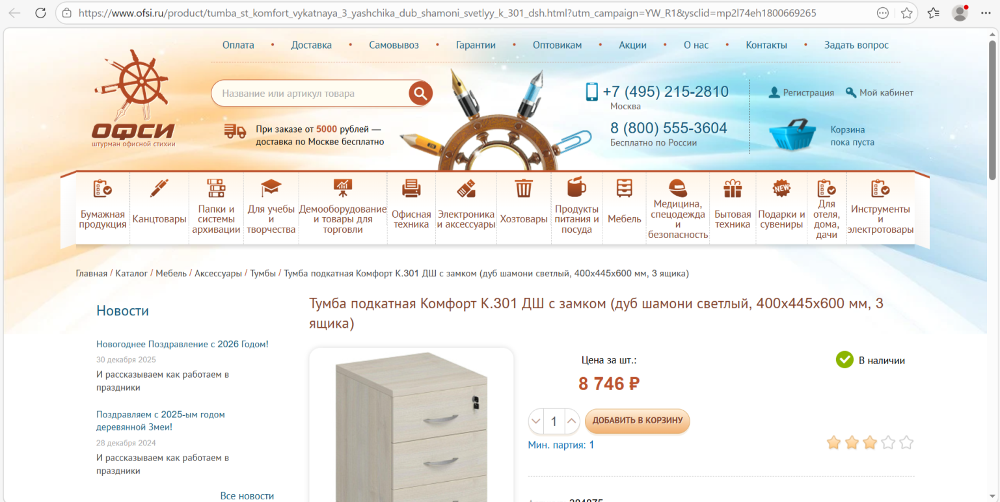 https://www.ofsi.ru/product/tumba_st_komfort_vykatnaya_3_yashchika_dub_shamoni_svetlyy_k_301_dsh.html?utm_campaign=YW_R1&ysclid=mp2l74eh1800669265
Оплата • Доставка • Самовывоз • Гарантии • Оптовикам • Акции • О нас • Контакты • Задать вопрос
ОФСИ
штурман офисной стихии
Название или артикул товара
При заказе от 5000 рублей —
доставка по Москве бесплатно
+7 (495) 215-2810
Москва
8 (800) 555-3604
Бесплатно по России
Регистрация
Мой кабинет
Корзина
пока пуста
Бумажная
продукция
Канцтовары
Папки и
системы
архивации
Для учебы
и
творчества
Демооборудование
и товары для
торговли
Офисная
техника
Электроника
и аксессуары
Хозтовары
Продукты
питания и
посуда
Мебель
Медицина,
спецодежда
и
безопасность
Бытовая
техника
NEW
Подарки и
сувениры
Для
отеля,
дома,
дачи
Инструменты
и
электротовары
Главная / Каталог / Мебель / Аксессуары / Тумбы / Тумба подкатная Комфорт К.301 ДШ с замком (дуб шамони светлый, 400х445х600 мм, 3 ящика)
Новости
Новогоднее Поздравление с 2026 Годом!
30 декабря 2025
И рассказываем как работаем в
праздники
Поздравляем с 2025-ым годом
деревянной Змеи!
28 декабря 2024
И рассказываем как работаем в
праздники
Все новости
Тумба подкатная Комфорт К.301 ДШ с замком (дуб шамони светлый, 400х445х600 мм, 3
ящика)
Цена за шт.:
8 746 ₽
В наличии
1
ДОБАВИТЬ В КОРЗИНУ
Мин. партия: 1